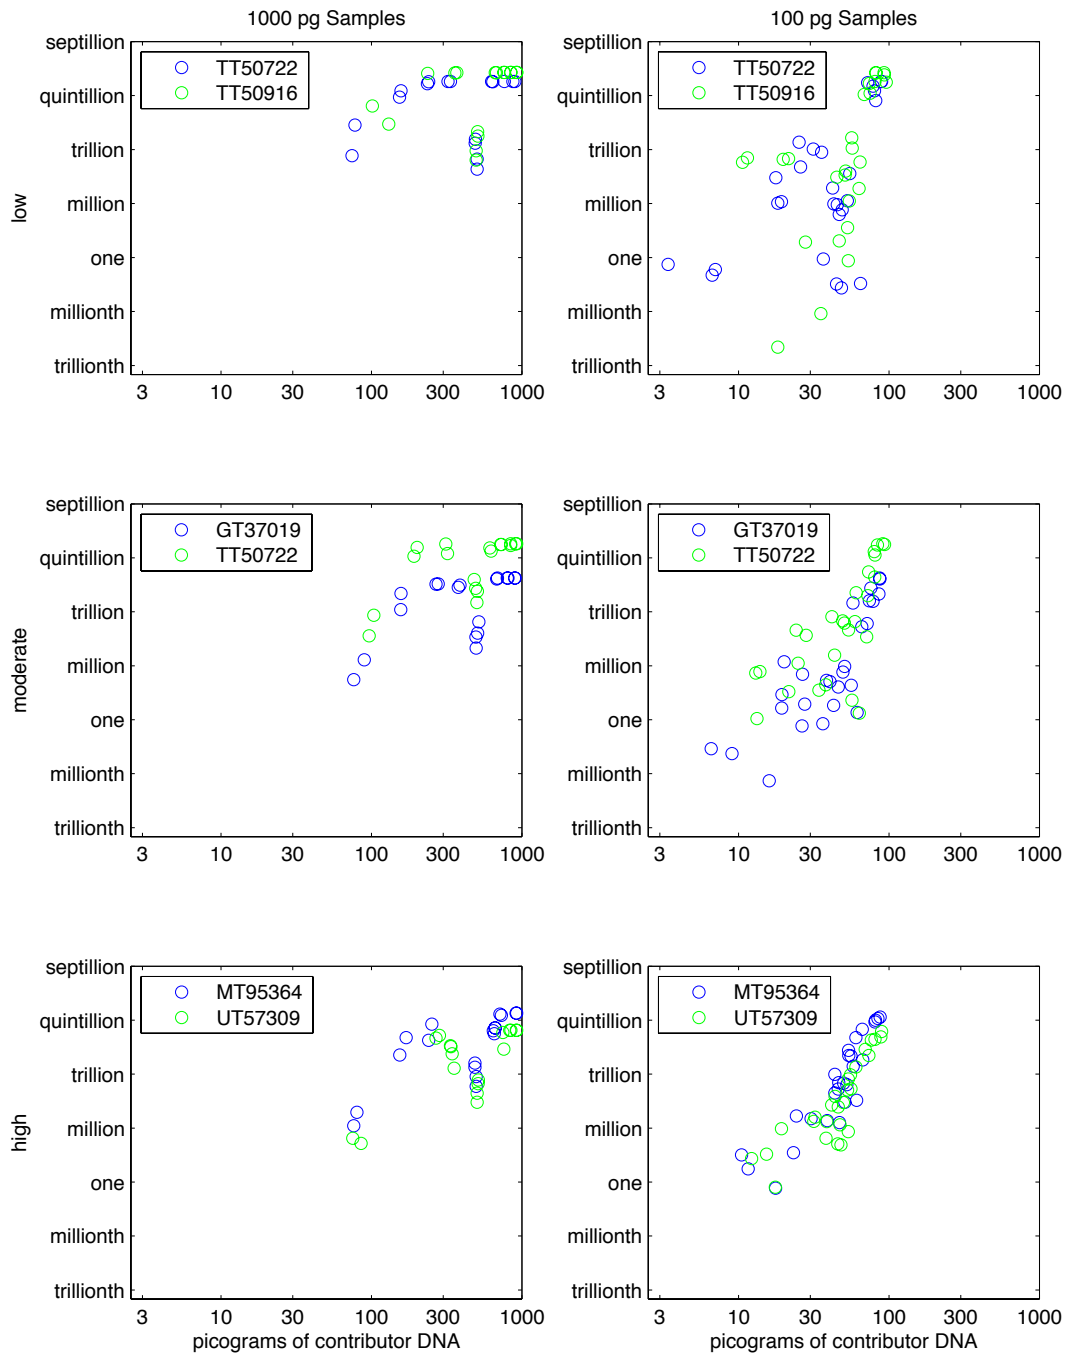 1000 pg Samples
100 pg Samples
low
septillion
quintillion
trillion
million
one
millionth
trillionth
TT50722
TT50916
3 10 30 100 300 1000
TT50722
TT50916
3 10 30 100 300 1000
moderate
septillion
quintillion
trillion
million
one
millionth
trillionth
GT37019
TT50722
3 10 30 100 300 1000
septillion
quintillion
trillion
million
one
millionth
trillionth
GT37019
TT50722
3 10 30 100 300 1000
high
septillion
quintillion
trillion
million
one
millionth
trillionth
MT95364
UT57309
3 10 30 100 300 1000
picograms of contributor DNA
septillion
quintillion
trillion
million
one
millionth
trillionth
MT95364
UT57309
3 10 30 100 300 1000
picograms of contributor DNA
septillion
quintillion
trillion
million
one
millionth
trillionth